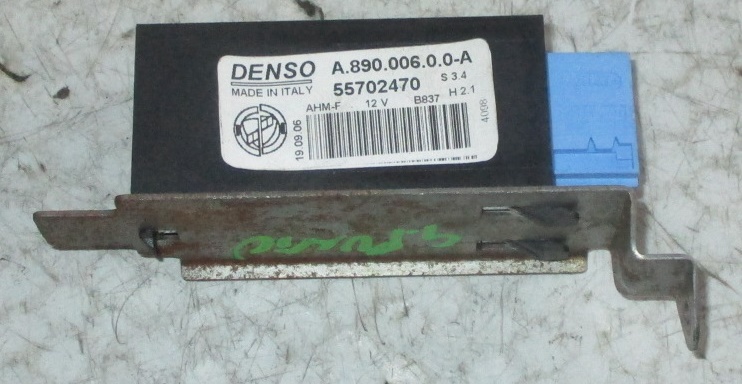 DENSO A.890.006.0.0-A
MADE IN ITALY 55702470 S 3.4
AHM-F 12 V B837 H 2.1
19 09 06
4098